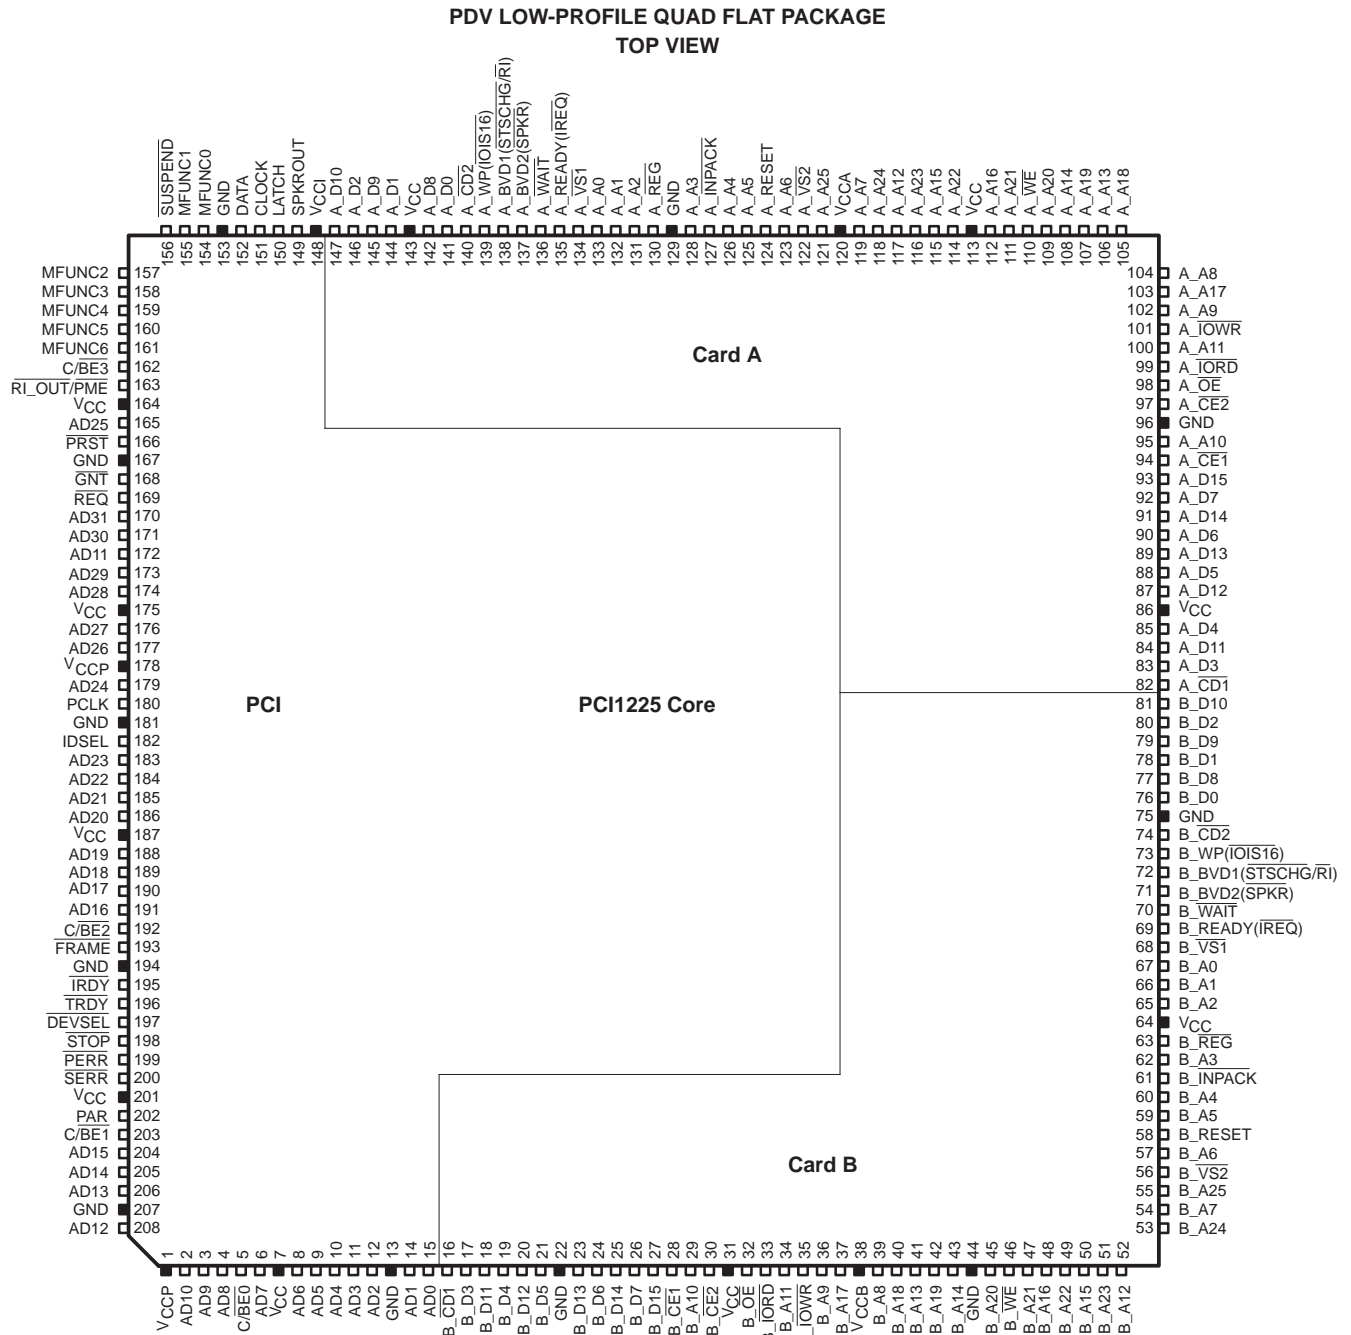 PDV LOW-PROFILE QUAD FLAT PACKAGE
TOP VIEW
SUSPEND
MFUNC1
MFUNC0
GND
DATA
CLOCK
LATCH
SPKROUT
VCCI
A_D10
A_D2
A_D9
A_D1
VCC
A_D8
A_D0
A_CD2
A_WP(IOIS16)
A_BVD1(STSCHG/RI)
A_BVD2(SPKR)
A_WAIT
A_READY(IREQ)
A_VS1
A_A0
A_A1
A_A2
A_REG
GND
A_A3
A_INPACK
A_A4
A_A5
A_RESET
A_A6
A_VS2
A_A25
VCCA
A_A7
A_A24
A_A12
A_A23
A_A15
A_A22
VCC
A_A16
A_A21
A_WE
A_A20
A_A14
A_A19
A_A13
A_A18
156 155 154 153 152 151 150 149 148 147 146 145 144 143 142 141 140 139 138 137 136 135 134 133 132 131 130 129 128 127 126 125 124 123 122 121 120 119 118 117 116 115 114 113 112 111 110 109 108 107 106 105
MFUNC2 157
MFUNC3 158
MFUNC4 159
MFUNC5 160
MFUNC6 161
C/BE3 162
RI_OUT/PME 163
VCC 164
AD25 165
PRST 166
GND 167
GNT 168
REQ 169
AD31 170
AD30 171
AD11 172
AD29 173
AD28 174
VCC 175
AD27 176
AD26 177
VCCP 178
AD24 179
PCLK 180
GND 181
IDSEL 182
AD23 183
AD22 184
AD21 185
AD20 186
VCC 187
AD19 188
AD18 189
AD17 190
AD16 191
C/BE2 192
FRAME 193
GND 194
IRDY 195
TRDY 196
DEVSEL 197
STOP 198
PERR 199
SERR 200
VCC 201
PAR 202
C/BE1 203
AD15 204
AD14 205
AD13 206
GND 207
AD12 208
Card A
PCI
PCI1225 Core
Card B
104 A_A8
103 A_A17
102 A_A9
101 A_IOWR
100 A_A11
99 A_IORD
98 A_OE
97 A_CE2
96 GND
95 A_A10
94 A_CE1
93 A_D15
92 A_D7
91 A_D14
90 A_D6
89 A_D13
88 A_D5
87 A_D12
86 VCC
85 A_D4
84 A_D11
83 A_D3
82 A_CD1
81 B_D10
80 B_D2
79 B_D9
78 B_D1
77 B_D8
76 B_D0
75 GND
74 B_CD2
73 B_WP(IOIS16)
72 B_BVD1(STSCHG/RI)
71 B_BVD2(SPKR)
70 B_WAIT
69 B_READY(IREQ)
68 B_VS1
67 B_A0
66 B_A1
65 B_A2
64 VCC
63 B_REG
62 B_A3
61 B_INPACK
60 B_A4
59 B_A5
58 B_RESET
57 B_A6
56 B_VS2
55 B_A25
54 B_A7
53 B_A24
1 2 3 4 5 6 7 8 9 10 11 12 13 14 15 16 17 18 19 20 21 22 23 24 25 26 27 28 29 30 31 32 33 34 35 36 37 38 39 40 41 42 43 44 45 46 47 48 49 50 51 52
VCCP
AD10
AD9
AD8
C/BE0
AD7
VCC
AD6
AD5
AD4
AD3
AD2
GND
AD1
AD0
B_CD1
B_D3
B_D11
B_D4
B_D12
B_D5
GND
B_D13
B_D6
B_D14
B_D7
B_D15
B_CE1
B_A10
B_CE2
VCC
B_OE
B_IORD
B_A11
_IOWR
B_A9
B_A17
VCCB
B_A8
B_A18
B_A13
B_A19
B_A14
GND
B_A20
B_WE
B_A21
B_A16
B_A22
B_A15
B_A23
B_A12